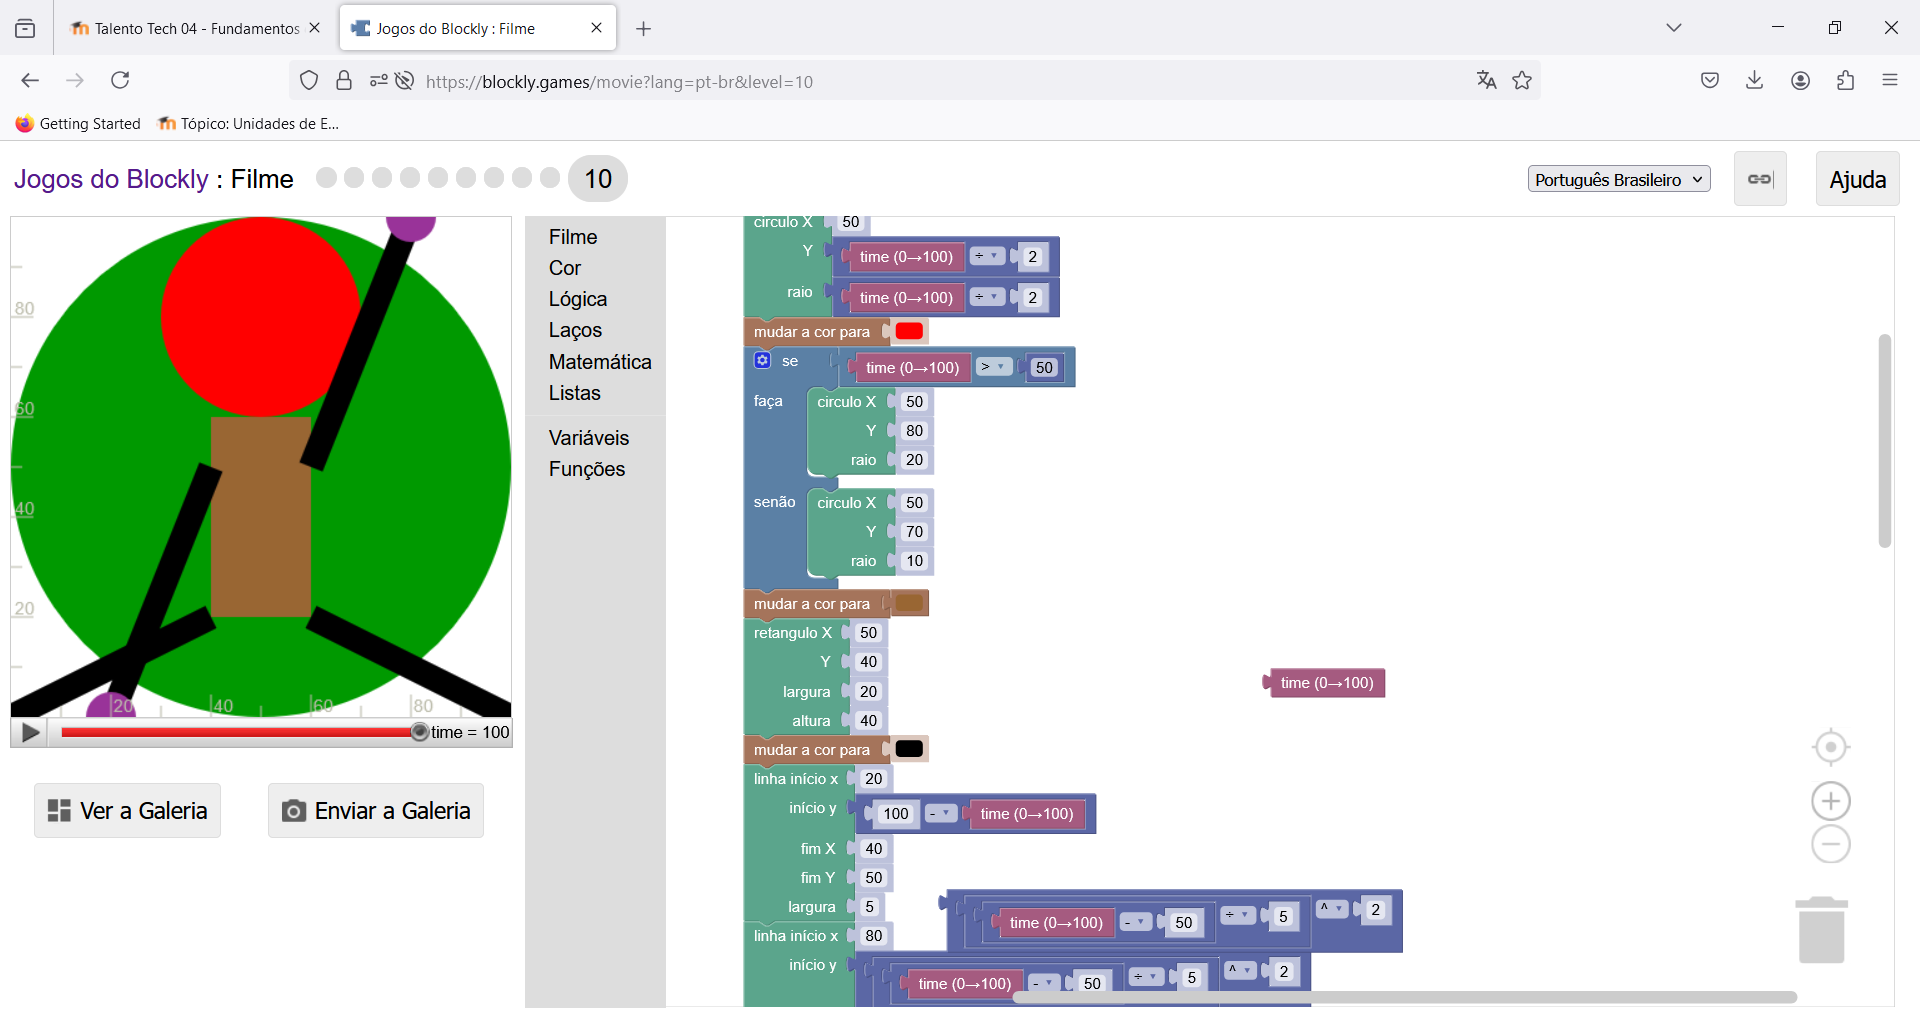 Talento Tech 04 - Fundamentos
Jogos do Blockly : Filme
https://blockly.games/movie?lang=pt-br&level=10
Getting Started
Tópico: Unidades de E...
Jogos do Blockly : Filme
10
Português Brasileiro
Ajuda
80
60
40
20
20
40
60
80
time = 100
Ver a Galeria
Enviar a Galeria
Filme
Cor
Lógica
Laços
Matemática
Listas
Variáveis
Funções
circulo X 50
Y time (0→100) ÷ 2
raio time (0→100) ÷ 2
mudar a cor para
se time (0→100) > 50
faça circulo X 50
Y 80
raio 20
senão circulo X 50
Y 70
raio 10
mudar a cor para
retangulo X 50
Y 40
largura 20
altura 40
mudar a cor para
linha início x 20
início y 100 - time (0→100)
fim X 40
fim Y 50
largura 5
linha início x 80
início y time (0→100) - 50 ÷ 5 ^ 2
time (0→100) - 50 ÷ 5 ^ 2
time (0→100)